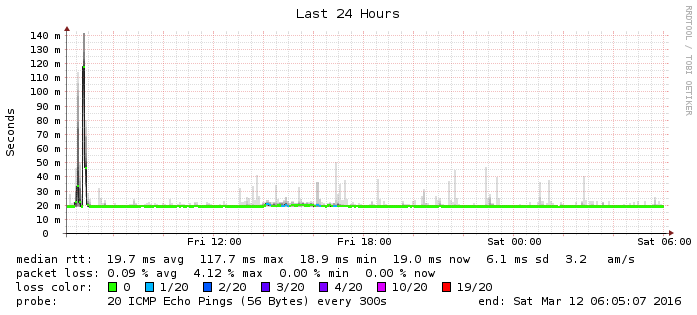 Last 24 Hours
RRDTOOL / TOBI OETIKER
Seconds
140 m
130 m
120 m
110 m
100 m
90 m
80 m
70 m
60 m
50 m
40 m
30 m
20 m
10 m
0
Fri 12:00 Fri 18:00 Sat 00:00 Sat 06:00
median rtt: 19.7 ms avg 117.7 ms max 18.9 ms min 19.0 ms now 6.1 ms sd 3.2 am/s
packet loss: 0.09 % avg 4.12 % max 0.00 % min 0.00 % now
loss color: 0 1/20 2/20 3/20 4/20 10/20 19/20
probe: 20 ICMP Echo Pings (56 Bytes) every 300s end: Sat Mar 12 06:05:07 2016